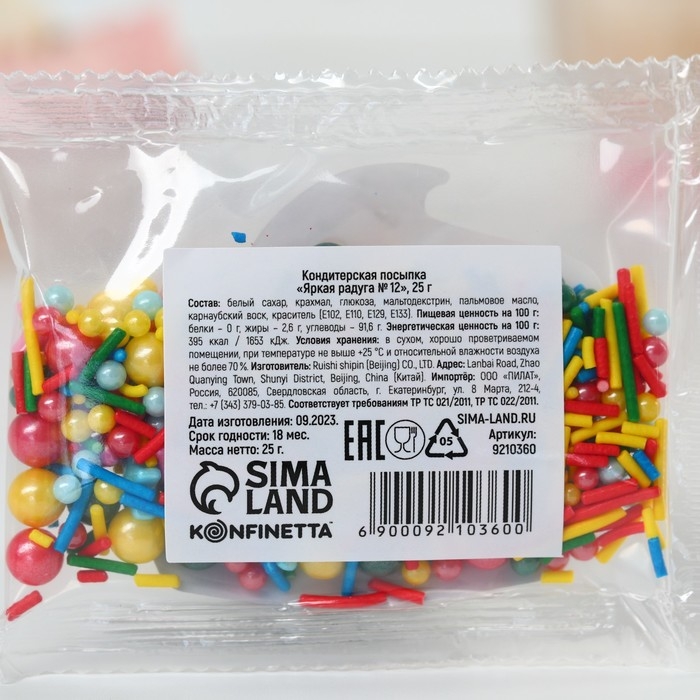 Кондитерская посыпка
«Яркая радуга №12», 25 г
Состав: белый сахар, крахмал, глюкоза, мальтодекстрин, пальмовое масло,
карнаубский воск, краситель (Е102, Е110, Е129, Е133). Пищевая ценность на 100 г:
белки - 0 г, жиры - 2,6 г, углеводы - 91,6 г. Энергетическая ценность на 100 г:
395 ккал / 1653 кДж. Условия хранения: в сухом, хорошо проветриваемом
помещении, при температуре не выше +25 °С и относительной влажности воздуха
не более 70 %. Изготовитель: Ruishi shipin (Beijing) CO., LTD. Адрес: Lanbai Road, Zhao
Quanying Town, Shunyi District, Beijing, China (Китай). Импортёр: ООО «ПИЛАТ»,
Россия, 620085, Свердловская область, г. Екатеринбург, ул. 8 Марта, 212-4,
тел.: +7 (343) 379-03-85. Соответствует требованиям ТР ТС 021/2011, ТР ТС 022/2011.
Дата изготовления: 09.2023.
Срок годности: 18 мес.
Масса нетто: 25 г.
EAC
05
SIMA-LAND.RU
Артикул:
9210360
SIMA
LAND
KONFINETTA
6 900092 103600